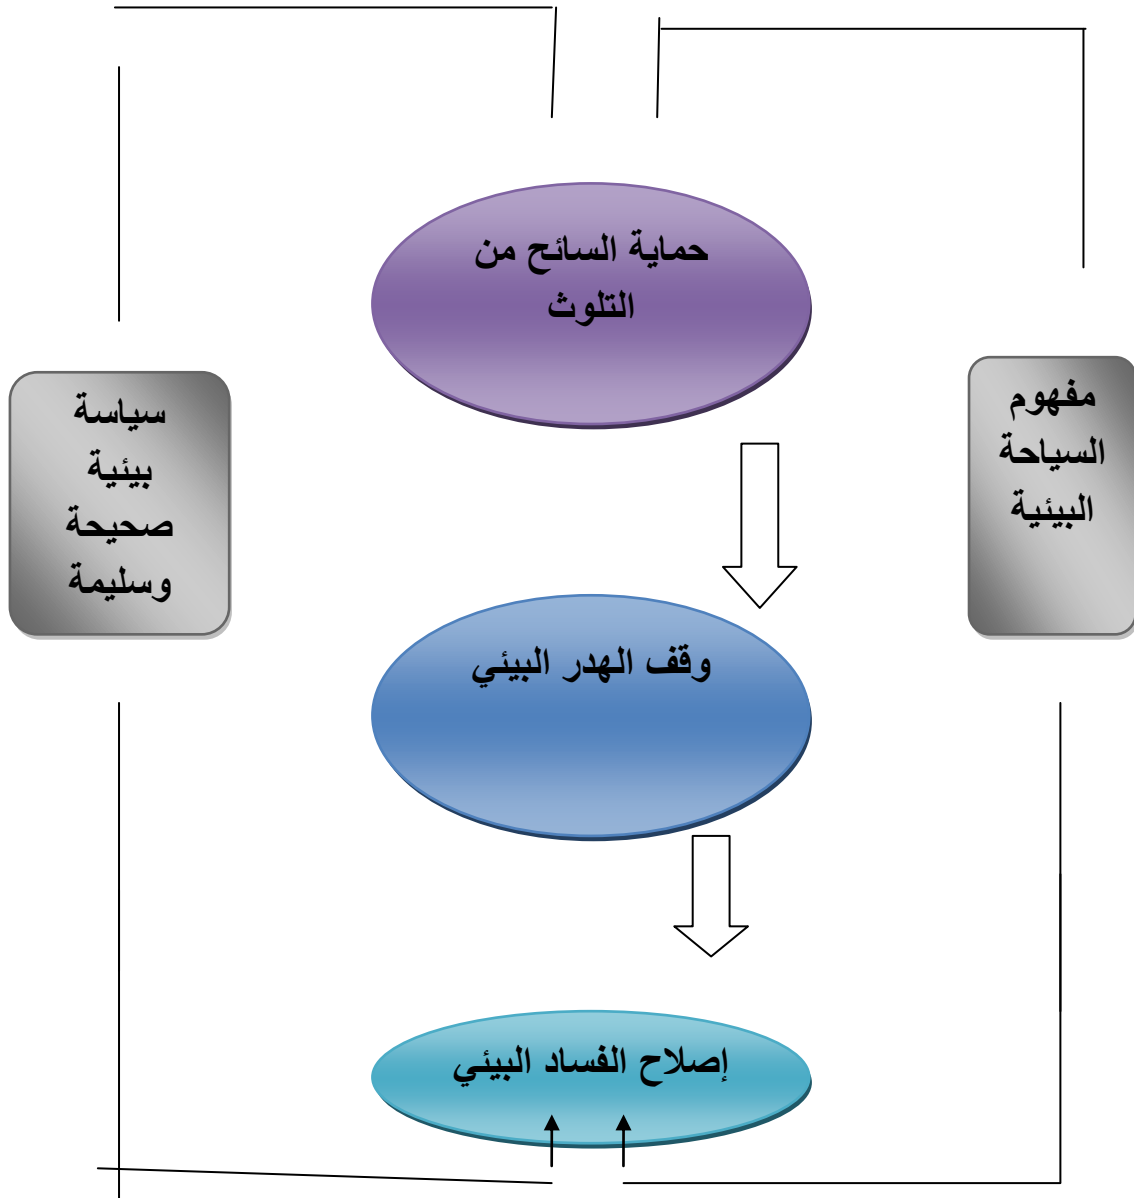 حماية السائح من
التلوث
مفهوم
السياحة
البيئية
سياسة
بيئية
صحيحة
وسليمة
وقف الهدر البيئي
إصلاح الفساد البيئي